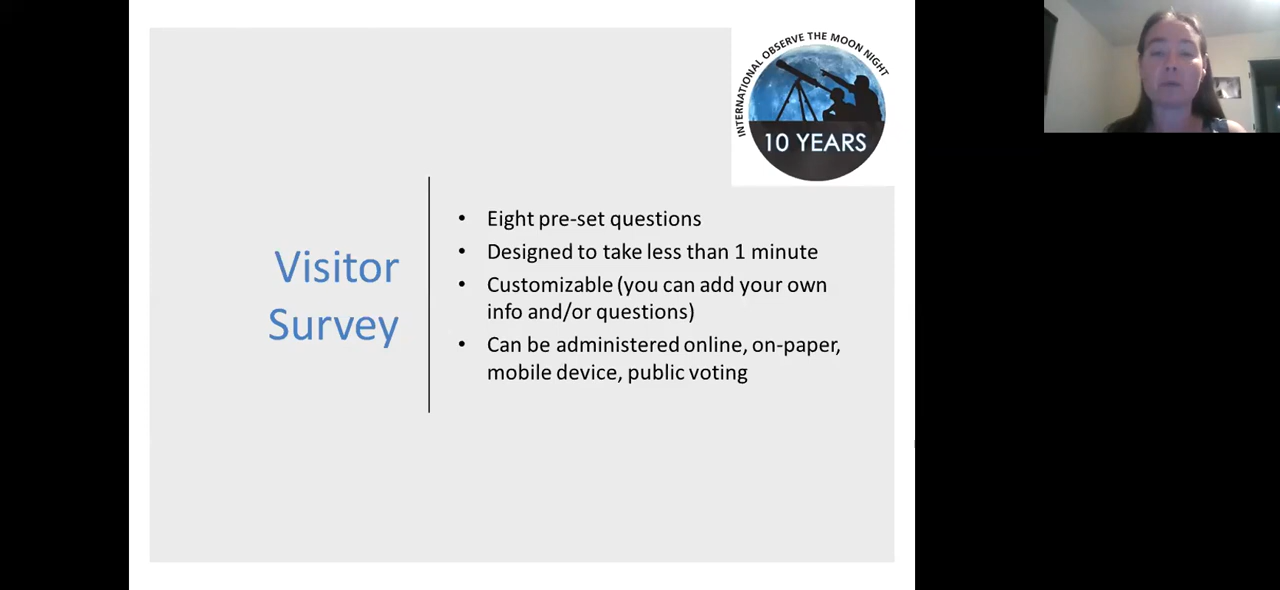 INTERNATIONAL OBSERVE THE MOON NIGHT
10 YEARS
Visitor
Survey
• Eight pre-set questions
• Designed to take less than 1 minute
• Customizable (you can add your own
info and/or questions)
• Can be administered online, on-paper,
mobile device, public voting